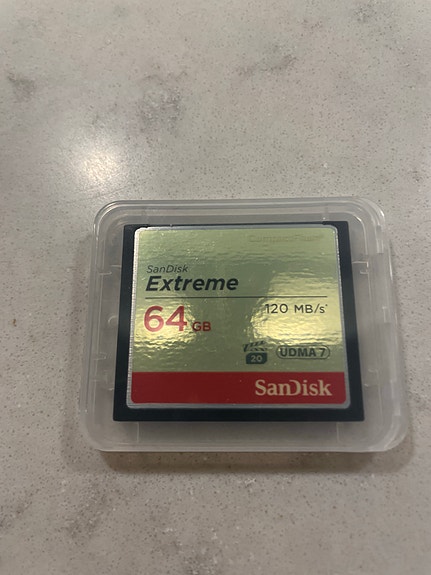 SanDisk
Extreme
64 GB
120 MB/s*
20
UDMA 7
SanDisk